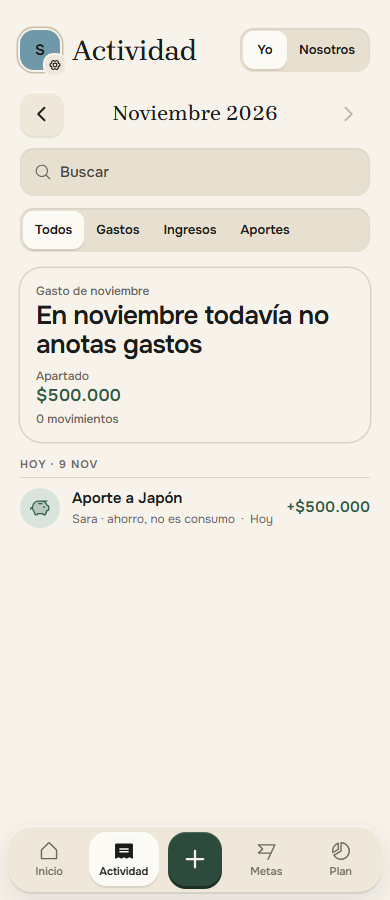 S
Actividad
Yo
Nosotros
Noviembre 2026
Buscar
Todos
Gastos
Ingresos
Aportes
Gasto de noviembre
En noviembre todavía no
anotas gastos
Apartado
$500.000
0 movimientos
HOY · 9 NOV
Aporte a Japón
+$500.000
Sara · ahorro, no es consumo · Hoy
Inicio
Actividad
Metas
Plan